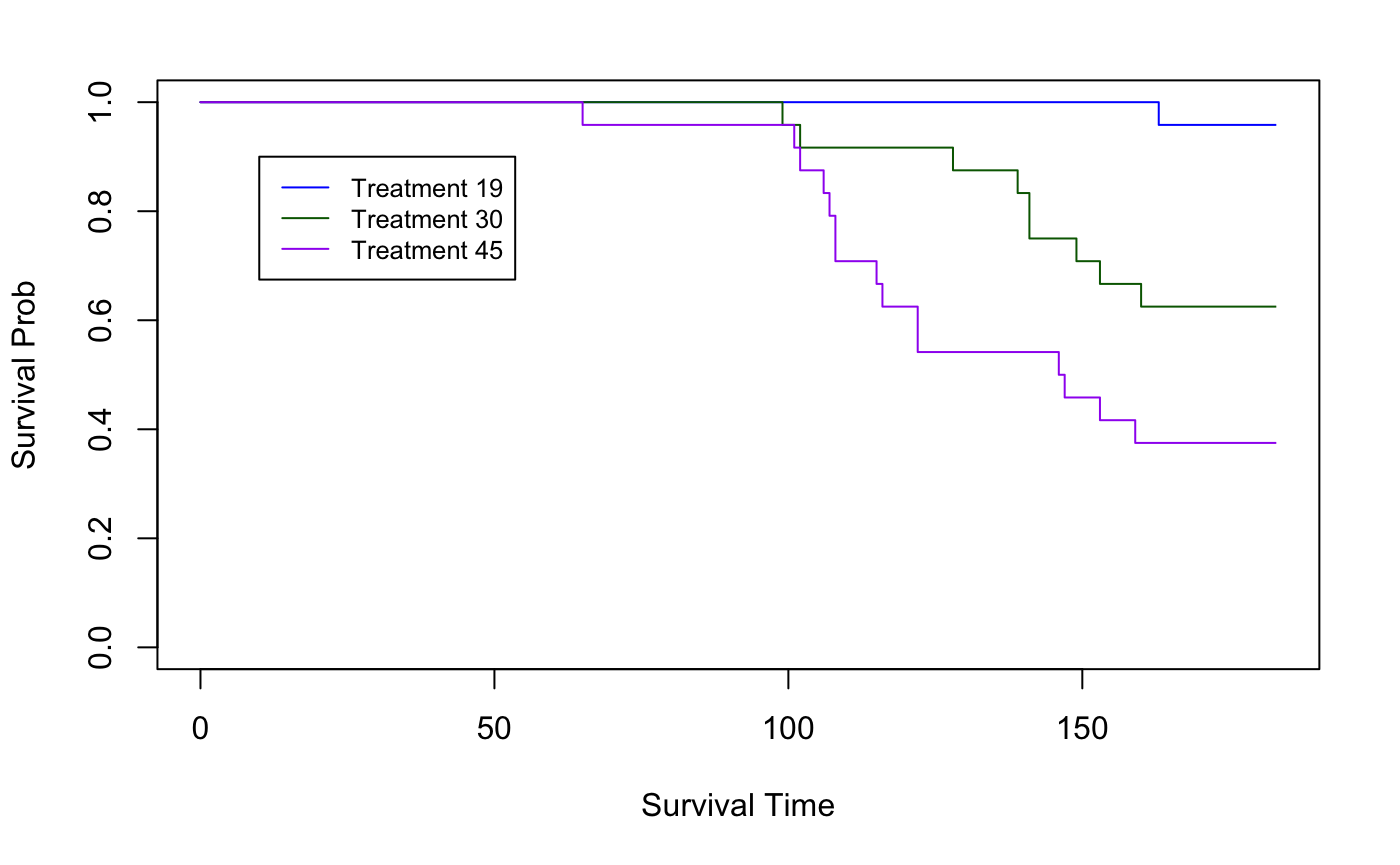 Survival Prob
1.0
0.8
0.6
0.4
0.2
0.0
Treatment 19
Treatment 30
Treatment 45
0 50 100 150
Survival Time